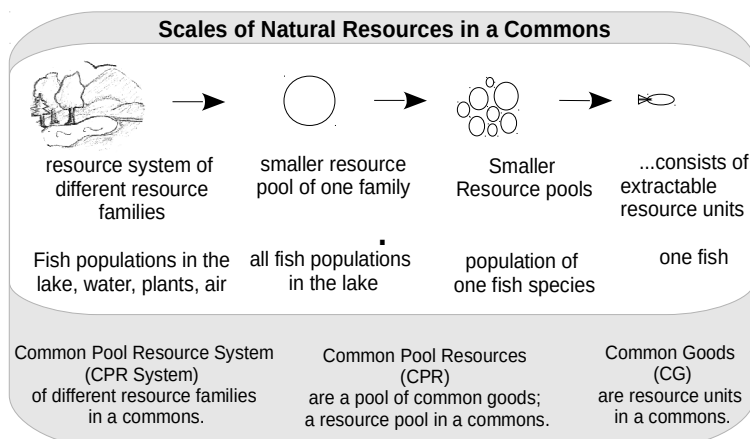 Scales of Natural Resources in a Commons
resource system of
different resource
families
smaller resource
pool of one family
Smaller
Resource pools
...consists of
extractable
resource units
Fish populations in the
lake, water, plants, air
all fish populations
in the lake
population of
one fish species
one fish
Common Pool Resource System
(CPR System)
of different resource families
in a commons.
Common Pool Resources
(CPR)
are a pool of common goods;
a resource pool in a commons.
Common Goods
(CG)
are resource units
in a commons.